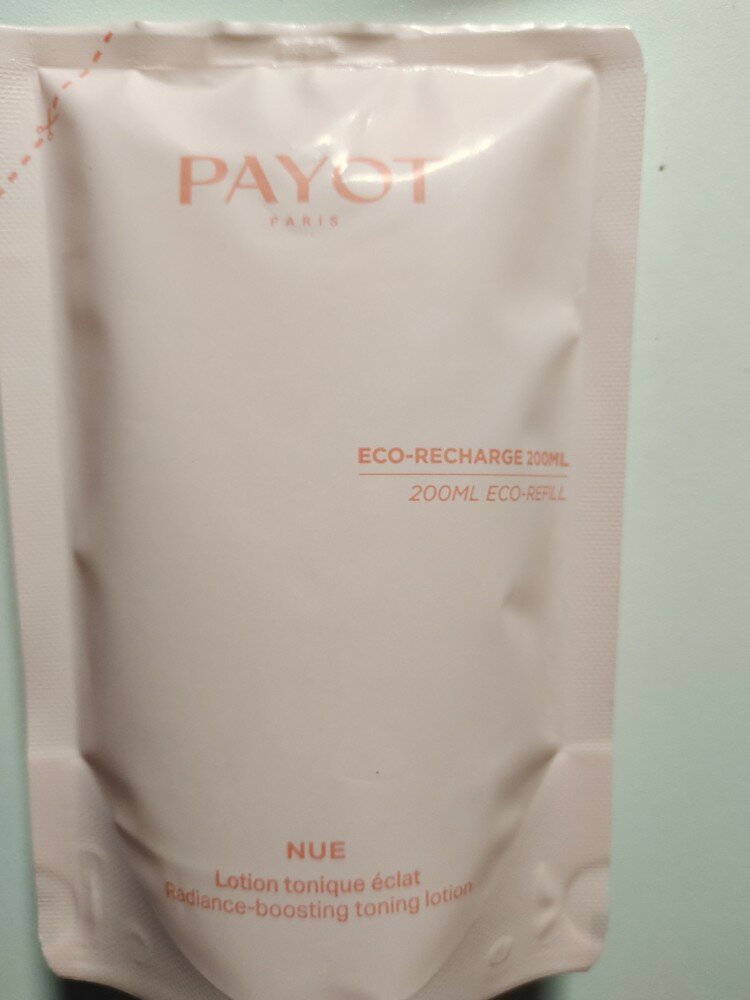 PAYOT
PARIS
ECO-RECHARGE 200ML
200ML ECO-REFILL
NUE
Lotion tonique éclat
Radiance-boosting toning lotion